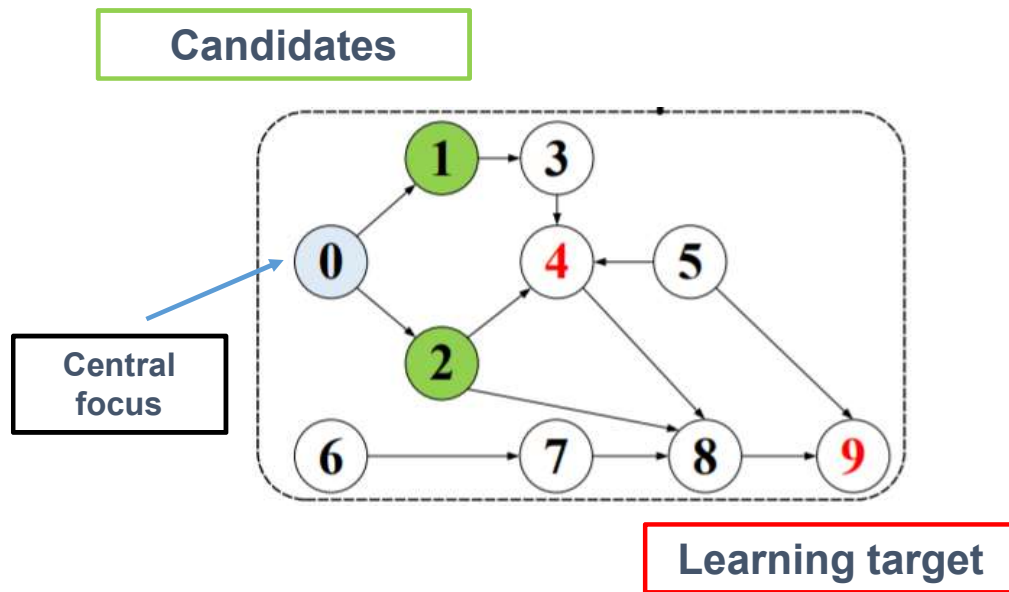 Candidates
1 3
0 4 5
Central
focus
2
6 7 8 9
Learning target